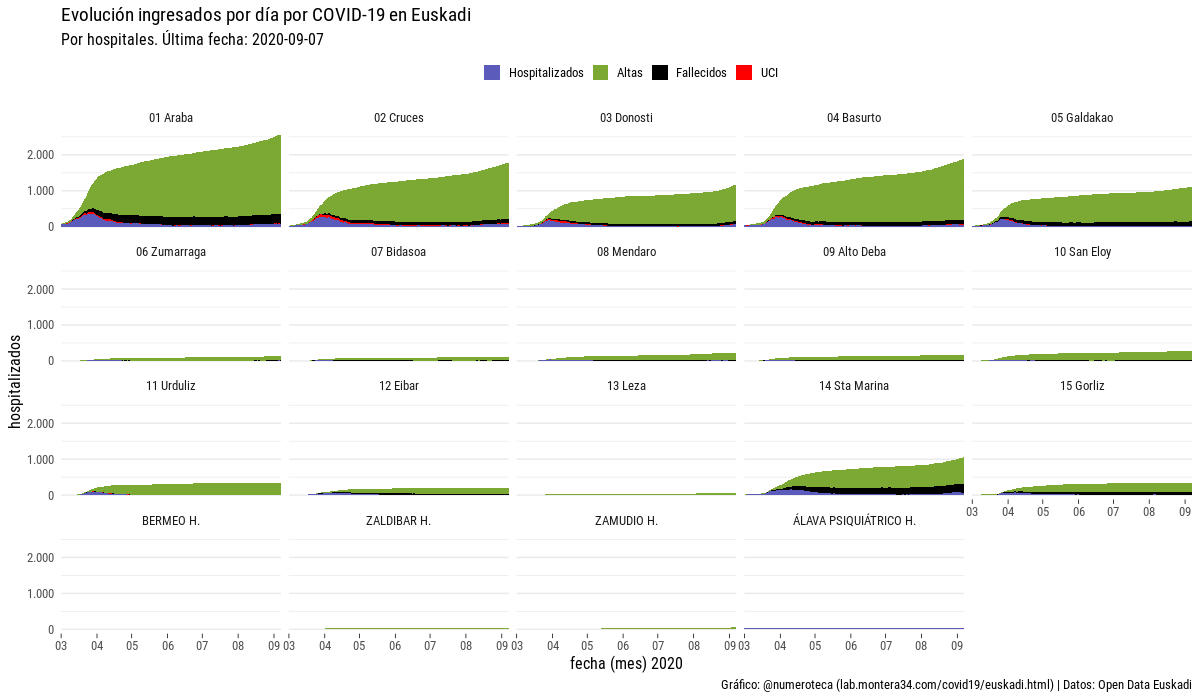 Evolución ingresados por día por COVID-19 en Euskadi
Por hospitales. Última fecha: 2020-09-07
Hospitalizados Altas Fallecidos UCI
01 Araba 02 Cruces 03 Donosti 04 Basurto 05 Galdakao
2.000
1.000
0
06 Zumarraga 07 Bidasoa 08 Mendaro 09 Alto Deba 10 San Eloy
2.000
1.000
0
hospitalizados
11 Urduliz 12 Eibar 13 Leza 14 Sta Marina 15 Gorliz
2.000
1.000
0
03 04 05 06 07 08 09
BERMEO H. ZALDIBAR H. ZAMUDIO H. ÁLAVA PSIQUIÁTRICO H.
2.000
1.000
0
03 04 05 06 07 08 09 03 04 05 06 07 08 09 03 04 05 06 07 08 09 03 04 05 06 07 08 09
fecha (mes) 2020
Gráfico: @numeroteca (lab.montera34.com/covid19/euskadi.html) | Datos: Open Data Euskadi